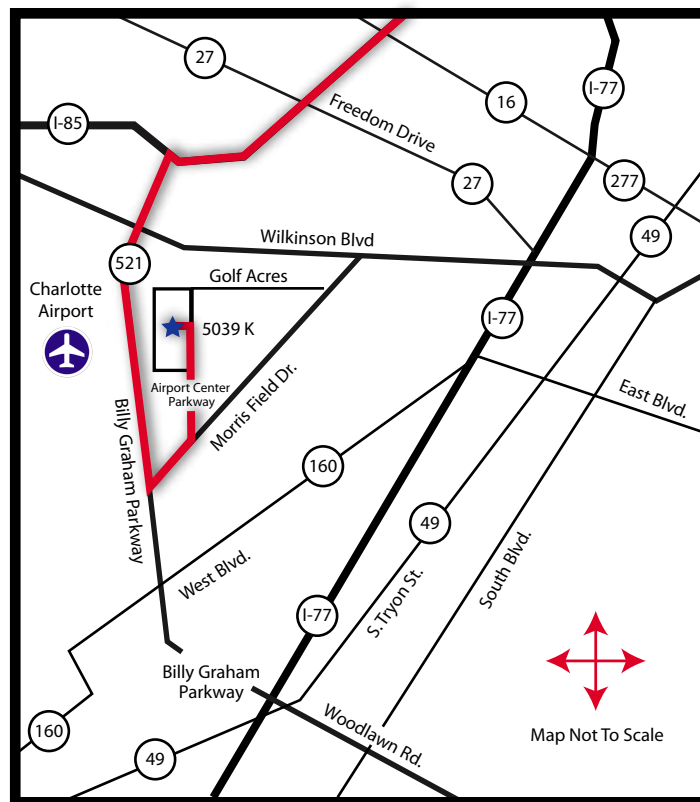 27
I-77
16
I-85
Freedom Drive
27
277
49
Wilkinson Blvd
521
Golf Acres
Charlotte
Airport
5039 K
I-77
Airport Center
Parkway
Morris Field Dr.
East Blvd.
Billy Graham Parkway
160
49
West Blvd.
South Blvd.
I-77
S. Tryon St.
Billy Graham
Parkway
160
49
Woodlawn Rd.
Map Not To Scale